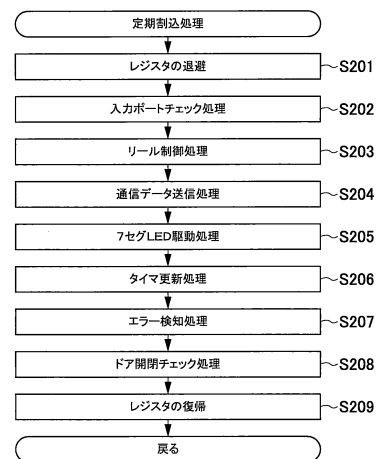 定期割込処理
レジスタの退避 S201
入力ポートチェック処理 S202
リール制御処理 S203
通信データ送信処理 S204
7セグLED駆動処理 S205
タイマ更新処理 S206
エラー検知処理 S207
ドア開閉チェック処理 S208
レジスタの復帰 S209
戻る